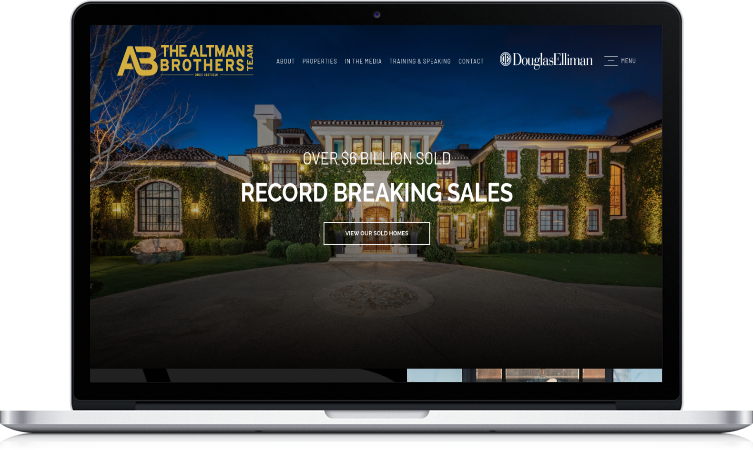 AB THE ALTMAN
BROTHERS TEAM
ABOUT PROPERTIES IN THE MEDIA TRAINING & SPEAKING CONTACT
DouglasElliman
MENU
OVER $6 BILLION SOLD
RECORD BREAKING SALES
VIEW OUR SOLD HOMES